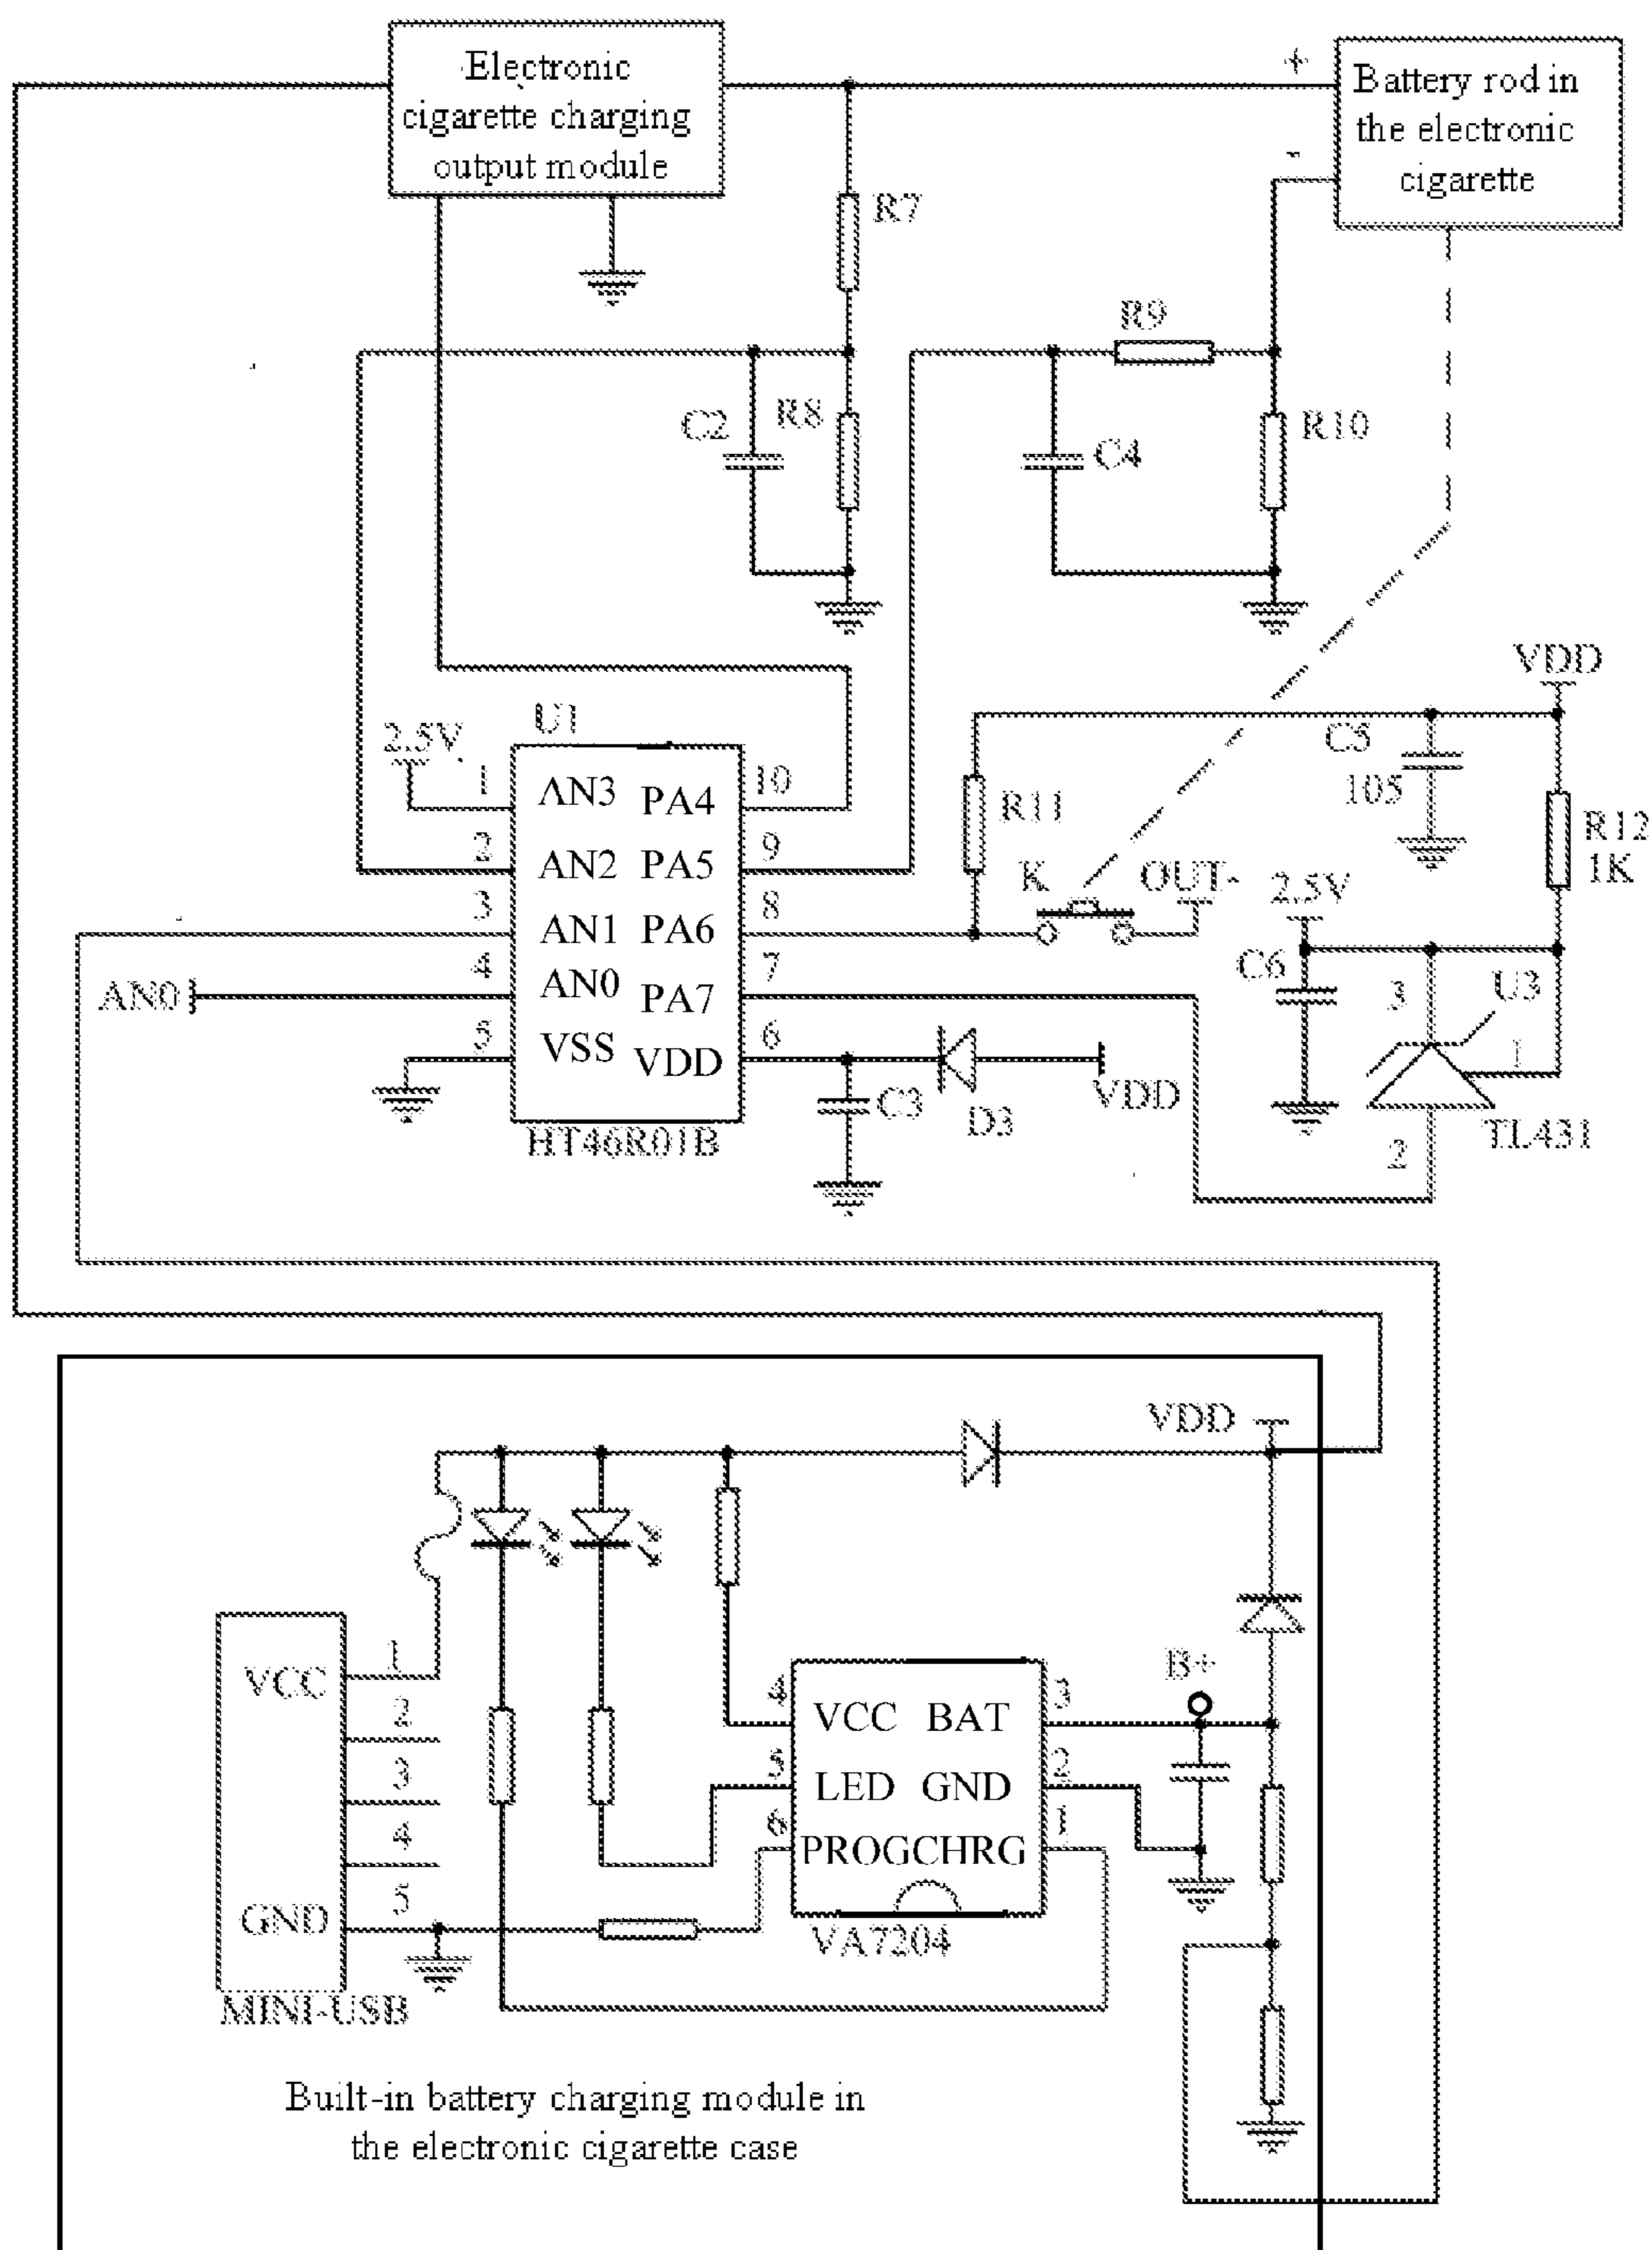 Electronic
cigarette charging
output module
+
Battery rod in
the electronic
cigarette
-
R7
R9
C2
R8
C4
R10
VDD
U1
2.5V
C5
105
1
AN3 PA4
10
R11
R12
1K
2
AN2 PA5
9
K
OUT-
2.5V
3
AN1 PA6
8
C6
4
AN0
AN0 PA7
7
3
U3
5
VSS VDD
6
1
C3
D3
VDD
HT46R01B
2
TL431
VDD
VCC
1
2
3
4
5
GND
MINI-USB
B+
4
VCC BAT
3
5
LED GND
2
6
PROGCHRG
1
VA7204
Built-in battery charging module in
the electronic cigarette case